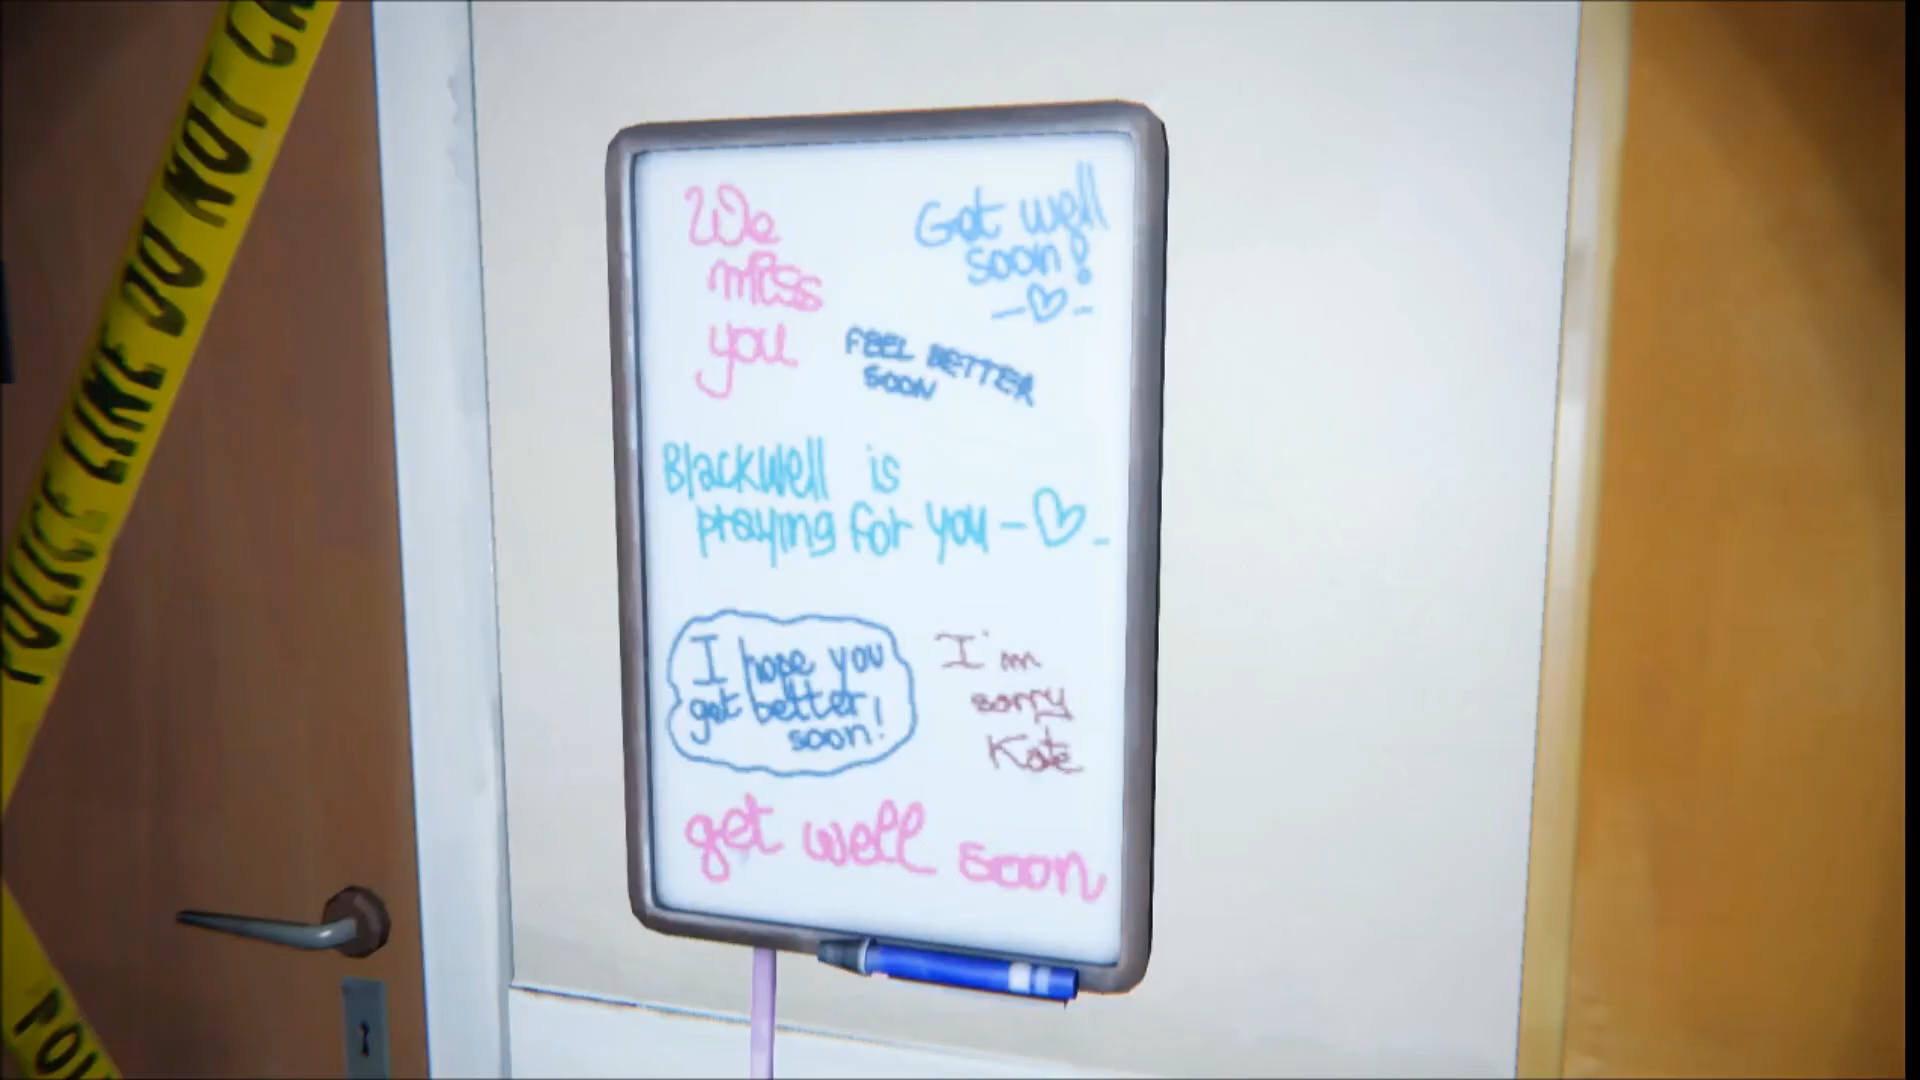 POLICE LINE DO NOT CR
We
miss
you
Get well
soon!
FEEL BETTER
SOON
Blackwell is
praying for you
I hope you
get better!
soon!
I'm
sorry
Kate
get well soon
POLI